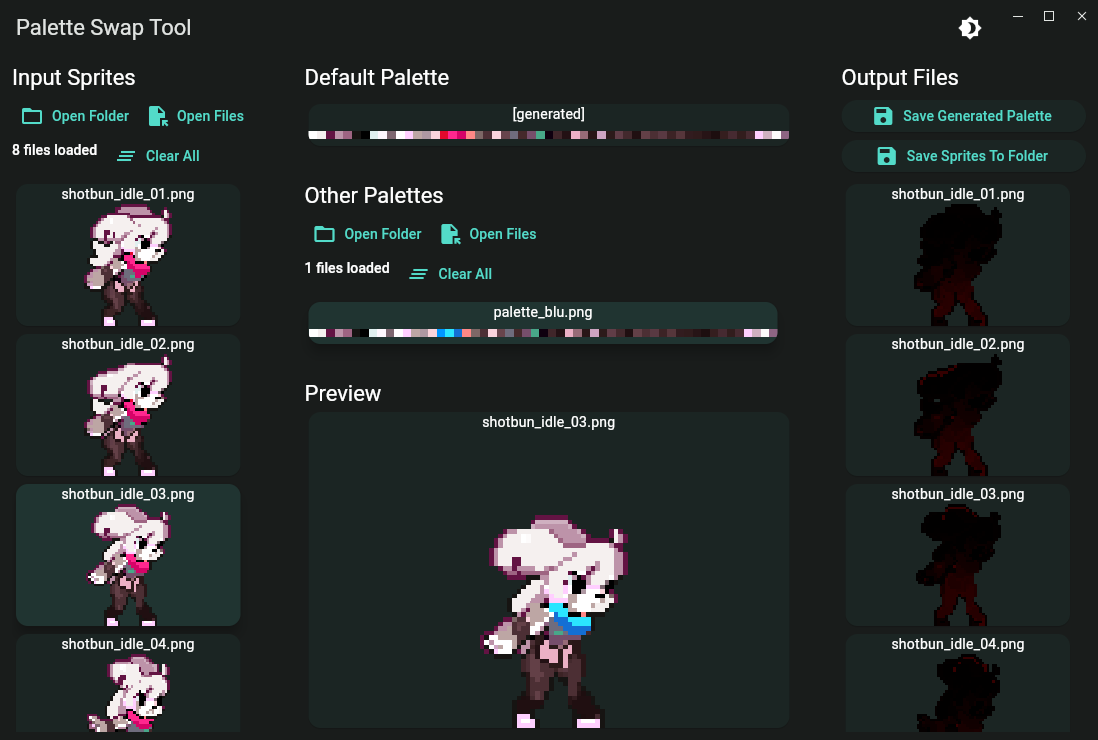 Palette Swap Tool
Input Sprites
Open Folder
Open Files
8 files loaded
Clear All
shotbun_idle_01.png
shotbun_idle_02.png
shotbun_idle_03.png
shotbun_idle_04.png
Default Palette
[generated]
Other Palettes
Open Folder
Open Files
1 files loaded
Clear All
palette_blu.png
Preview
shotbun_idle_03.png
Output Files
Save Generated Palette
Save Sprites To Folder
shotbun_idle_01.png
shotbun_idle_02.png
shotbun_idle_03.png
shotbun_idle_04.png